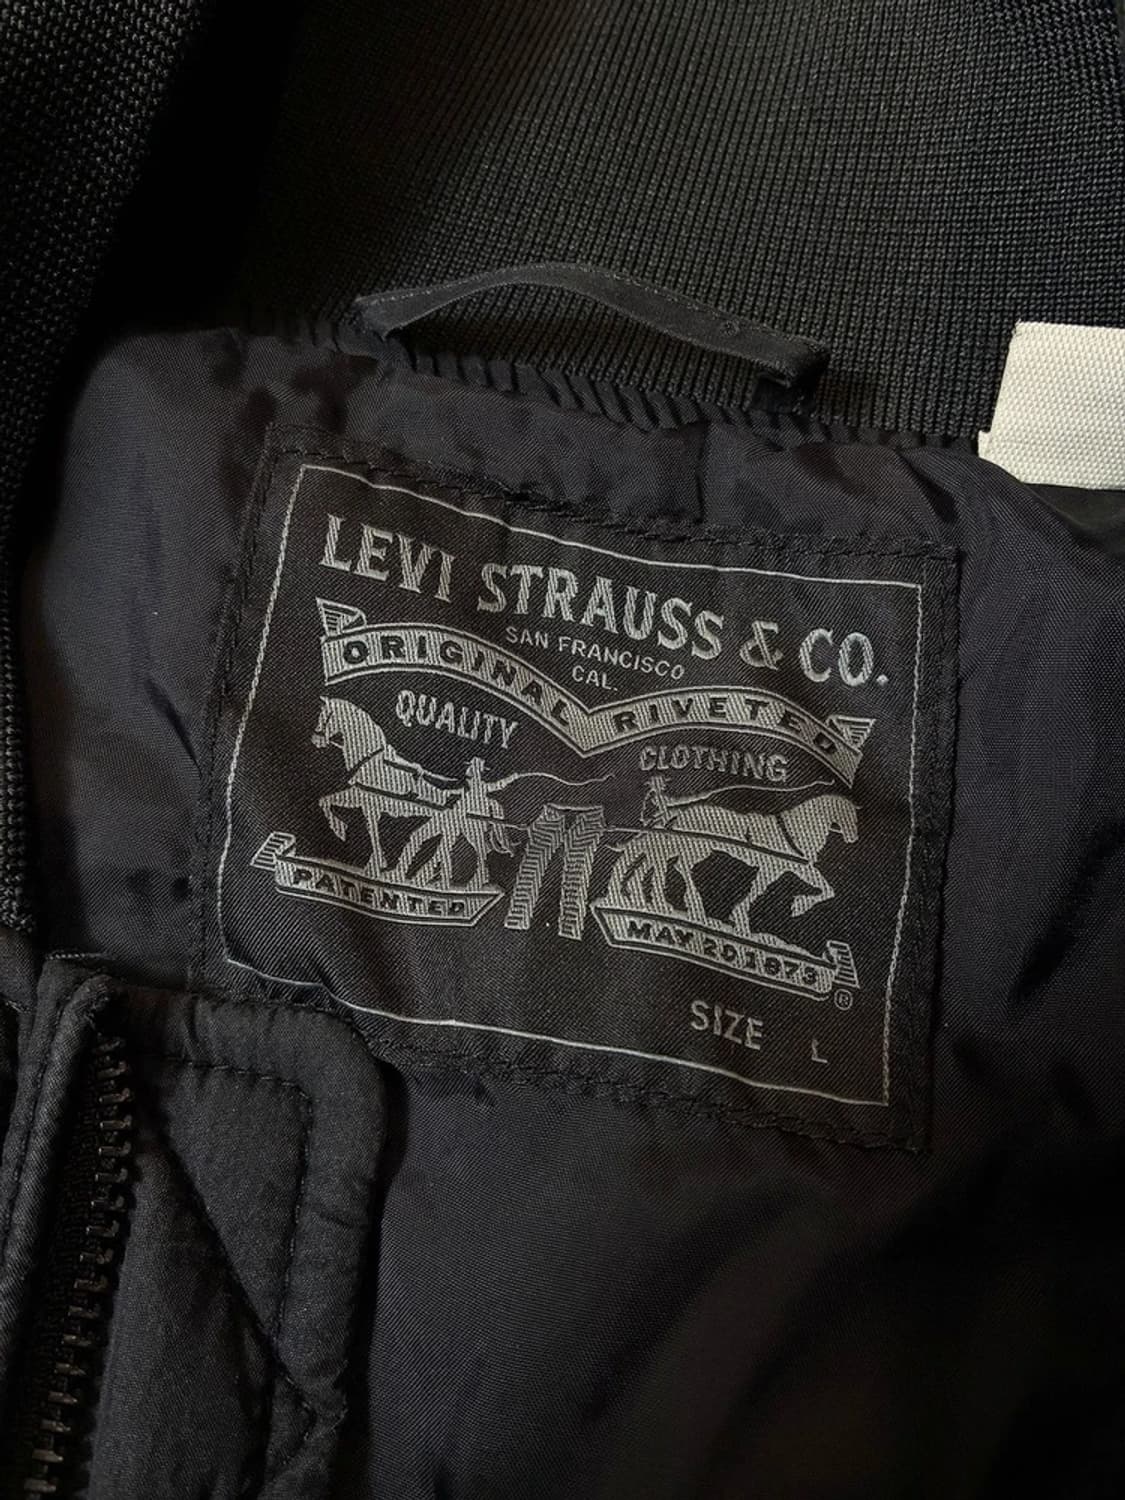 LEVI STRAUSS & CO.
SAN FRANCISCO
CAL.
ORIGINAL RIVETED
QUALITY
CLOTHING
PATENTED
MAY 20 1873
®
SIZE L